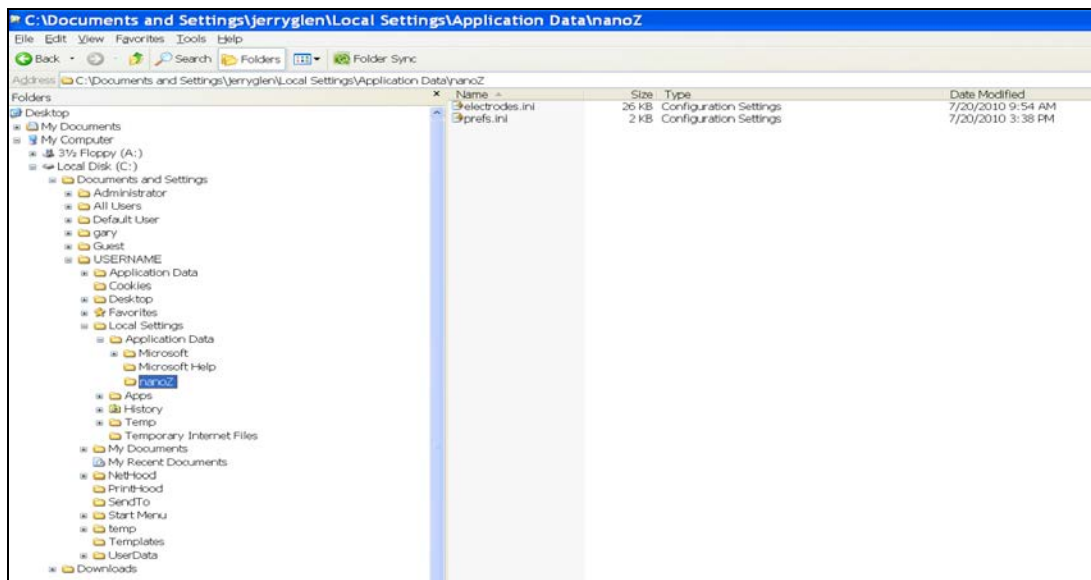 C:\Documents and Settings\jerryglen\Local Settings\Application Data\nanoZ
File Edit View Favorites Tools Help
Back Search Folders Folder Sync
Address C:\Documents and Settings\jerryglen\Local Settings\Application Data\nanoZ
Folders x
Name Size Type Date Modified
electrodes.ini 26 KB Configuration Settings 7/20/2010 9:54 AM
prefs.ini 2 KB Configuration Settings 7/20/2010 3:38 PM
Desktop
My Documents
My Computer
3½ Floppy (A:)
Local Disk (C:)
Documents and Settings
Administrator
All Users
Default User
gary
Guest
USERNAME
Application Data
Cookies
Desktop
Favorites
Local Settings
Application Data
Microsoft
Microsoft Help
nanoZ
Apps
History
Temp
Temporary Internet Files
My Documents
My Recent Documents
NetHood
PrintHood
SendTo
Start Menu
temp
Templates
UserData
Downloads